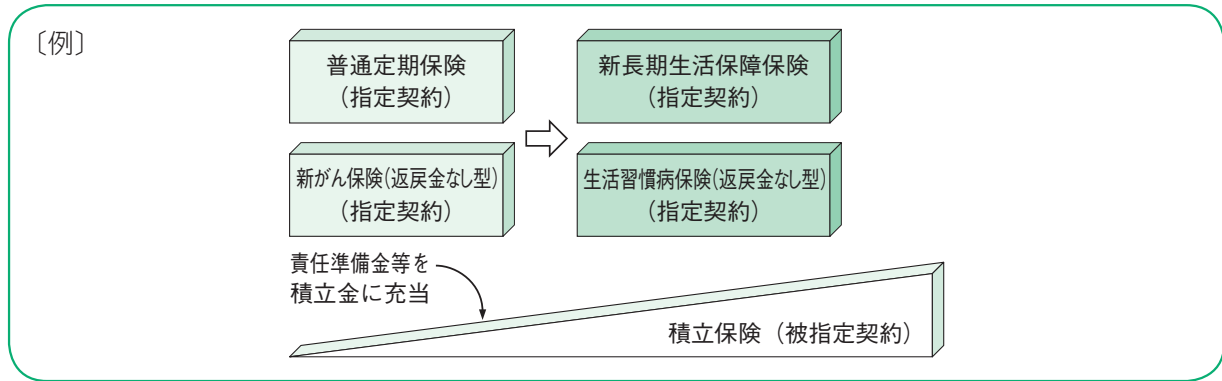 〔例〕
普通定期保険
（指定契約）
新長期生活保障保険
（指定契約）
新がん保険(返戻金なし型)
（指定契約）
生活習慣病保険(返戻金なし型)
（指定契約）
責任準備金等を
積立金に充当
積立保険（被指定契約）